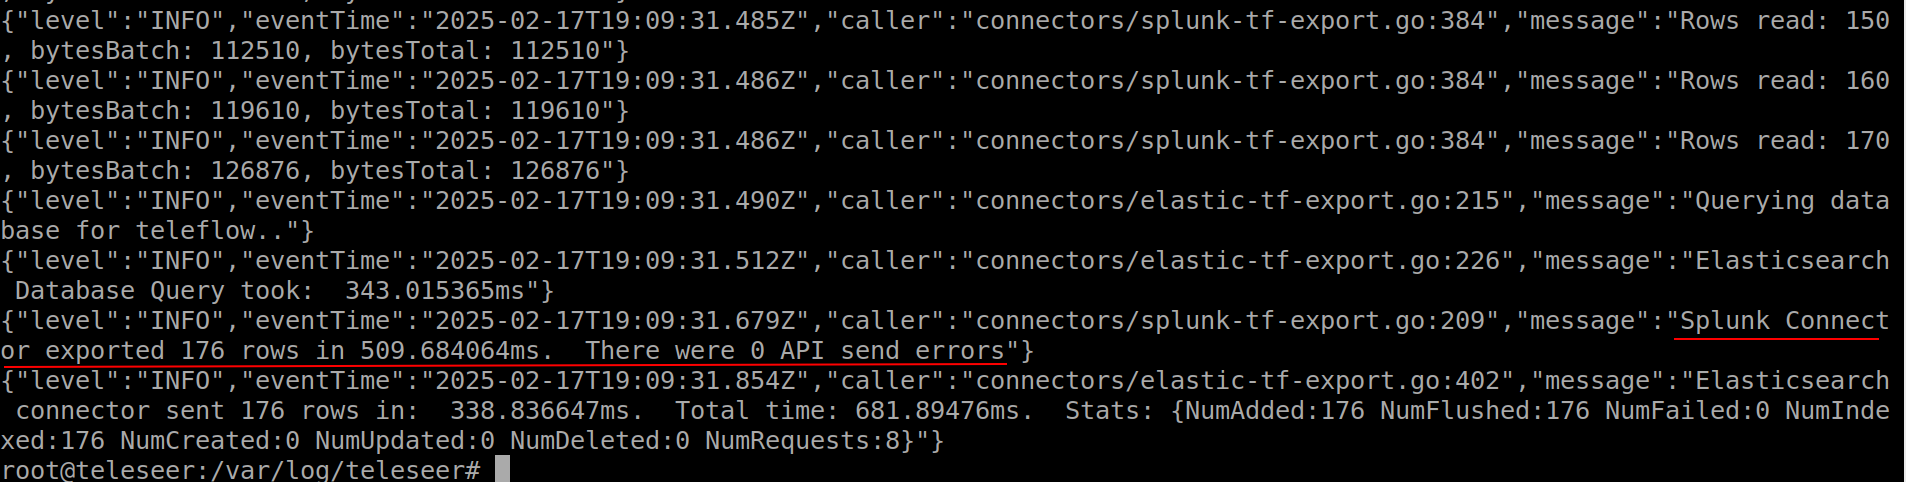 {"level":"INFO","eventTime":"2025-02-17T19:09:31.485Z","caller":"connectors/splunk-tf-export.go:384","message":"Rows read: 150
, bytesBatch: 112510, bytesTotal: 112510"}
{"level":"INFO","eventTime":"2025-02-17T19:09:31.486Z","caller":"connectors/splunk-tf-export.go:384","message":"Rows read: 160
, bytesBatch: 119610, bytesTotal: 119610"}
{"level":"INFO","eventTime":"2025-02-17T19:09:31.486Z","caller":"connectors/splunk-tf-export.go:384","message":"Rows read: 170
, bytesBatch: 126876, bytesTotal: 126876"}
{"level":"INFO","eventTime":"2025-02-17T19:09:31.490Z","caller":"connectors/elastic-tf-export.go:215","message":"Querying data
base for teleflow.."}
{"level":"INFO","eventTime":"2025-02-17T19:09:31.512Z","caller":"connectors/elastic-tf-export.go:226","message":"Elasticsearch
 Database Query took:  343.015365ms"}
{"level":"INFO","eventTime":"2025-02-17T19:09:31.679Z","caller":"connectors/splunk-tf-export.go:209","message":"Splunk Connect
or exported 176 rows in 509.684064ms.  There were 0 API send errors"}
{"level":"INFO","eventTime":"2025-02-17T19:09:31.854Z","caller":"connectors/elastic-tf-export.go:402","message":"Elasticsearch
 connector sent 176 rows in:  338.836647ms.  Total time: 681.89476ms.  Stats: {NumAdded:176 NumFlushed:176 NumFailed:0 NumInde
xed:176 NumCreated:0 NumUpdated:0 NumDeleted:0 NumRequests:8}"}
root@teleseer:/var/log/teleseer#